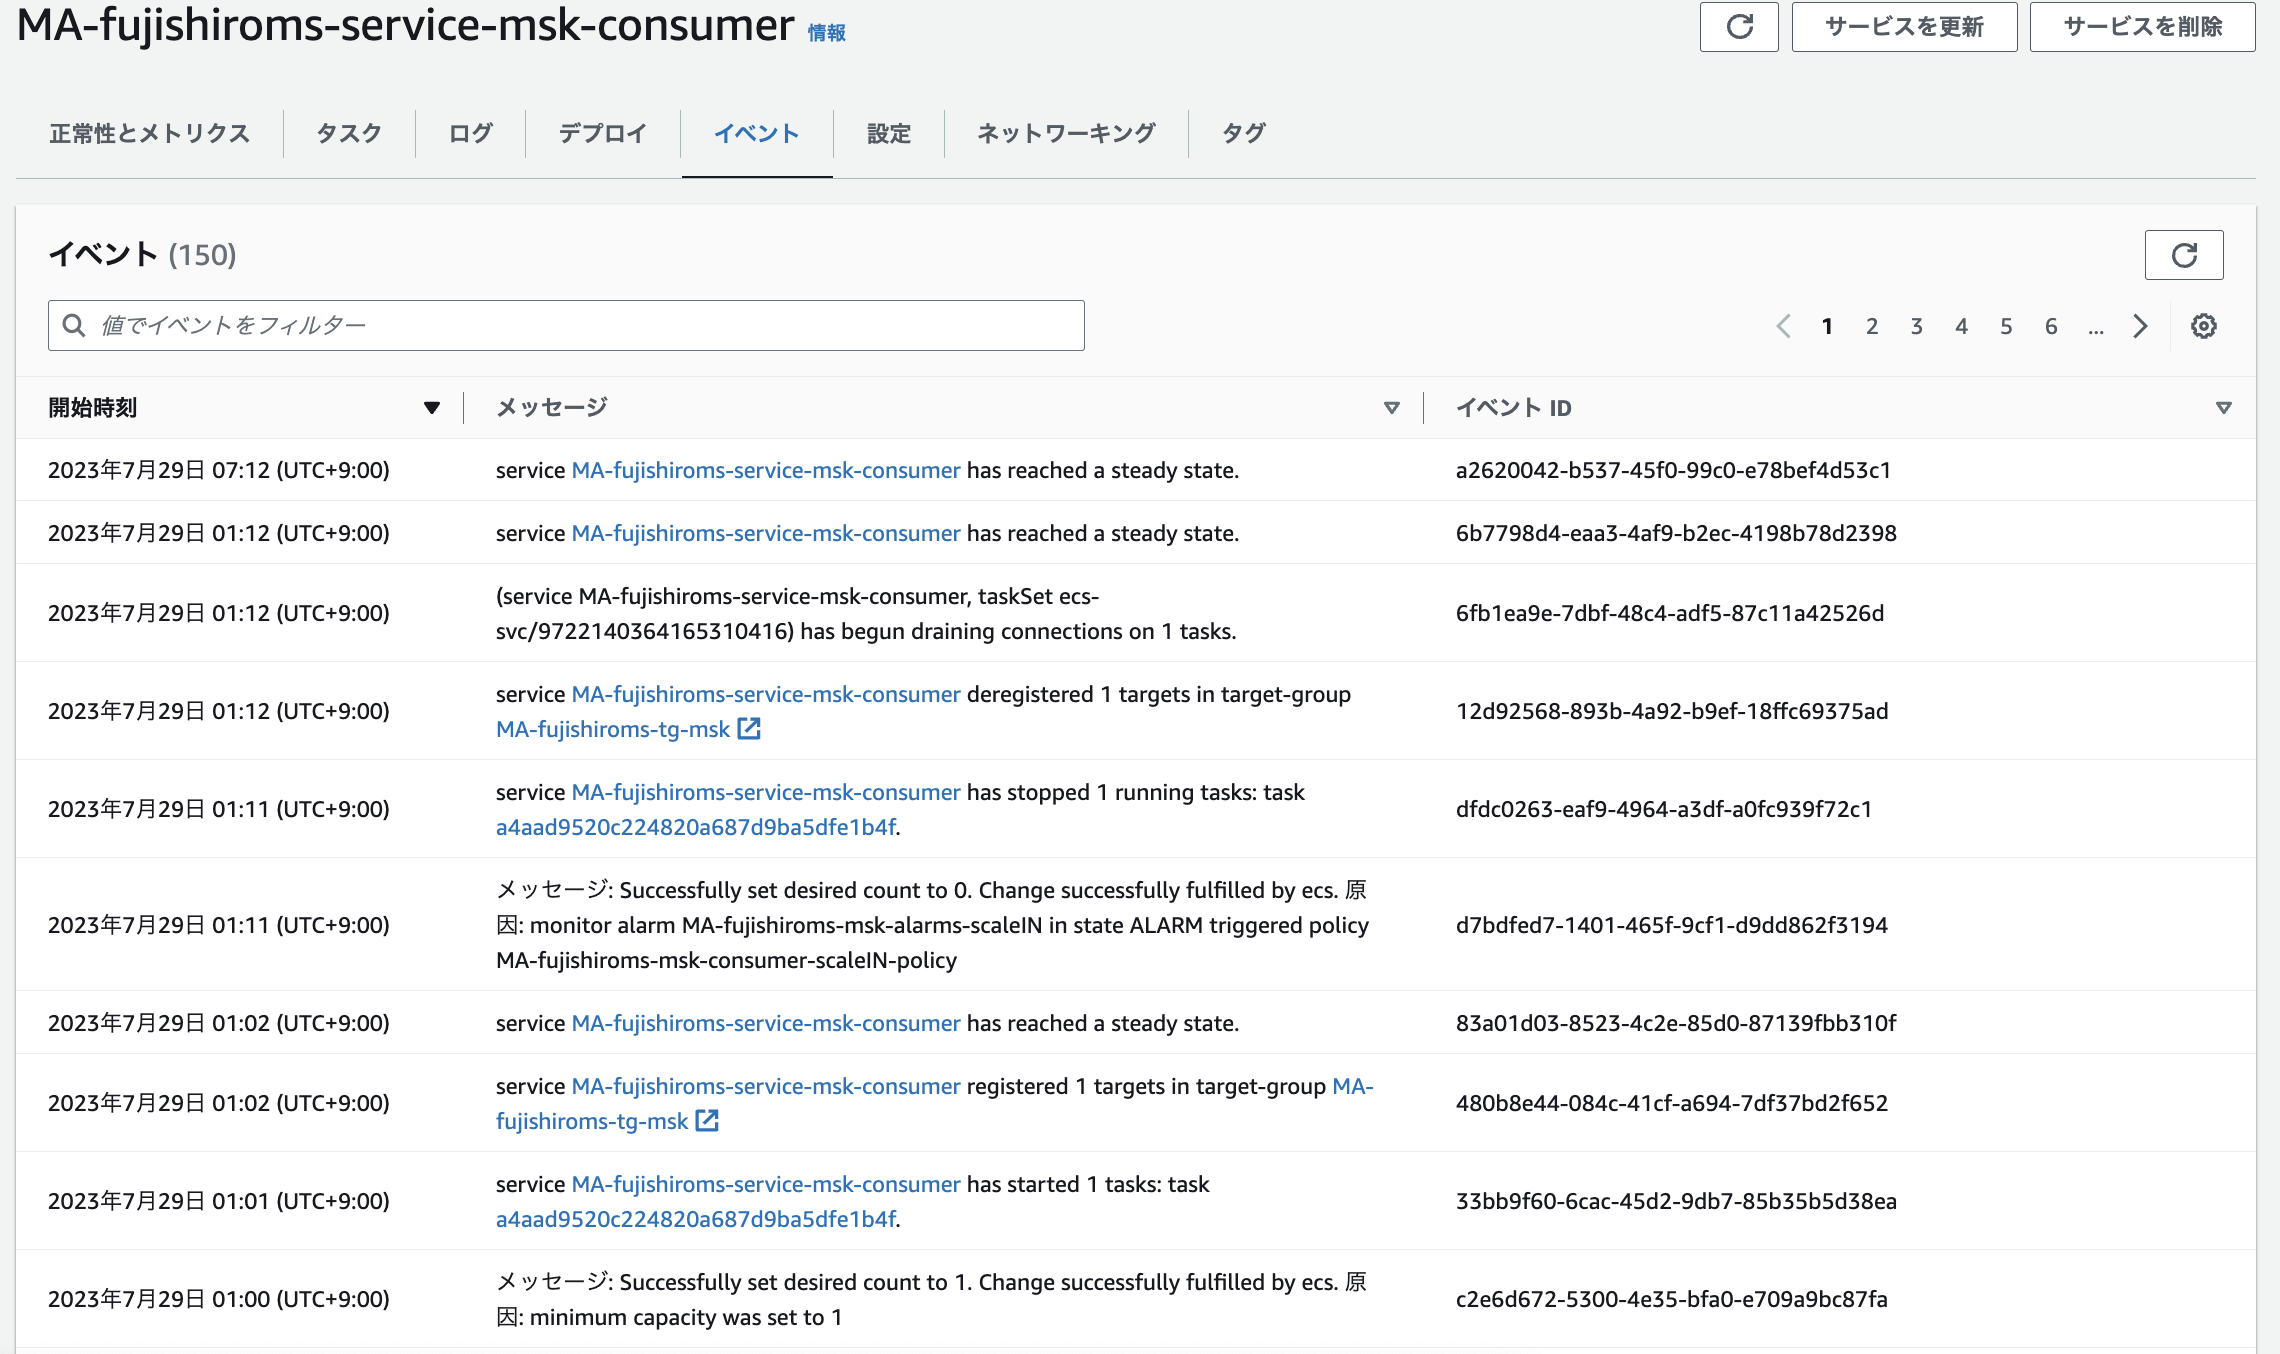 MA-fujishiroms-service-msk-consumer 情報
サービスを更新
サービスを削除
正常性とメトリクス
タスク
ログ
デプロイ
イベント
設定
ネットワーキング
タグ
イベント (150)
値でイベントをフィルター
1 2 3 4 5 6 ...
開始時刻 メッセージ イベント ID
2023年7月29日 07:12 (UTC+9:00) service MA-fujishiroms-service-msk-consumer has reached a steady state. a2620042-b537-45f0-99c0-e78bef4d53c1
2023年7月29日 01:12 (UTC+9:00) service MA-fujishiroms-service-msk-consumer has reached a steady state. 6b7798d4-eaa3-4af9-b2ec-4198b78d2398
2023年7月29日 01:12 (UTC+9:00)
(service MA-fujishiroms-service-msk-consumer, taskSet ecs-
svc/9722140364165310416) has begun draining connections on 1 tasks.
6fb1ea9e-7dbf-48c4-adf5-87c11a42526d
2023年7月29日 01:12 (UTC+9:00)
service MA-fujishiroms-service-msk-consumer deregistered 1 targets in target-group
MA-fujishiroms-tg-msk
12d92568-893b-4a92-b9ef-18ffc69375ad
2023年7月29日 01:11 (UTC+9:00)
service MA-fujishiroms-service-msk-consumer has stopped 1 running tasks: task
a4aad9520c224820a687d9ba5dfe1b4f.
dfdc0263-eaf9-4964-a3df-a0fc939f72c1
2023年7月29日 01:11 (UTC+9:00)
メッセージ: Successfully set desired count to 0. Change successfully fulfilled by ecs. 原
因: monitor alarm MA-fujishiroms-msk-alarms-scaleIN in state ALARM triggered policy
MA-fujishiroms-msk-consumer-scaleIN-policy
d7bdfed7-1401-465f-9cf1-d9dd862f3194
2023年7月29日 01:02 (UTC+9:00) service MA-fujishiroms-service-msk-consumer has reached a steady state. 83a01d03-8523-4c2e-85d0-87139fbb310f
2023年7月29日 01:02 (UTC+9:00)
service MA-fujishiroms-service-msk-consumer registered 1 targets in target-group MA-
fujishiroms-tg-msk
480b8e44-084c-41cf-a694-7df37bd2f652
2023年7月29日 01:01 (UTC+9:00)
service MA-fujishiroms-service-msk-consumer has started 1 tasks: task
a4aad9520c224820a687d9ba5dfe1b4f.
33bb9f60-6cac-45d2-9db7-85b35b5d38ea
2023年7月29日 01:00 (UTC+9:00)
メッセージ: Successfully set desired count to 1. Change successfully fulfilled by ecs. 原
因: minimum capacity was set to 1
c2e6d672-5300-4e35-bfa0-e709a9bc87fa